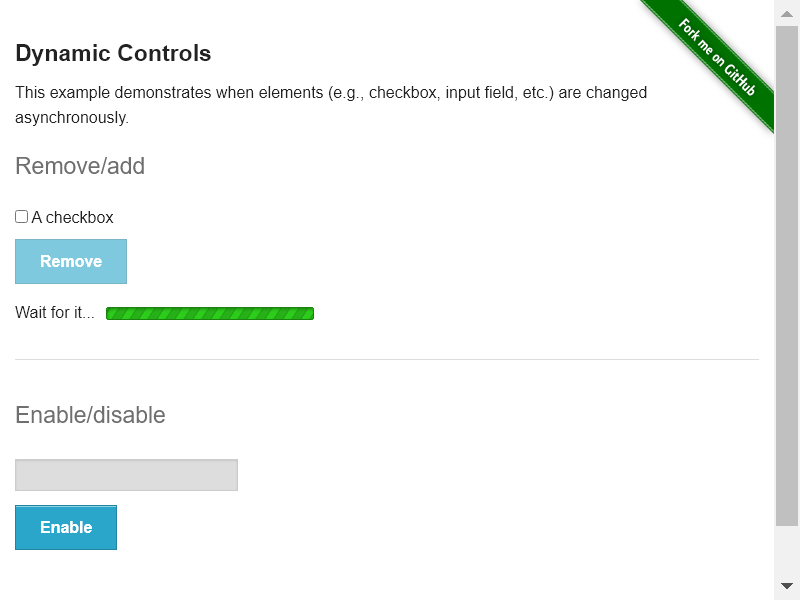 Fork me on GitHub
Dynamic Controls
This example demonstrates when elements (e.g., checkbox, input field, etc.) are changed
asynchronously.
Remove/add
A checkbox
Remove
Wait for it...
Enable/disable
Enable